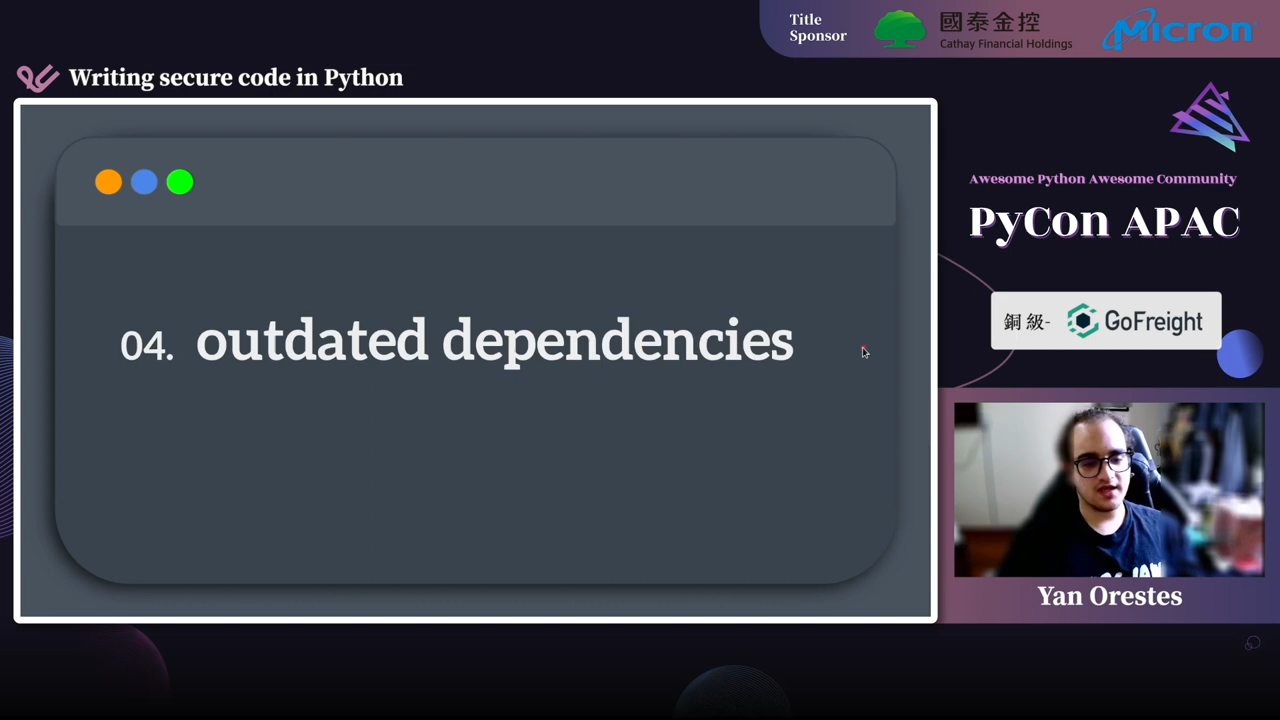 Title
Sponsor
國泰金控
Cathay Financial Holdings
Micron
Writing secure code in Python
04. outdated dependencies
Awesome Python Awesome Community
PyCon APAC
銅級- GoFreight
Yan Orestes